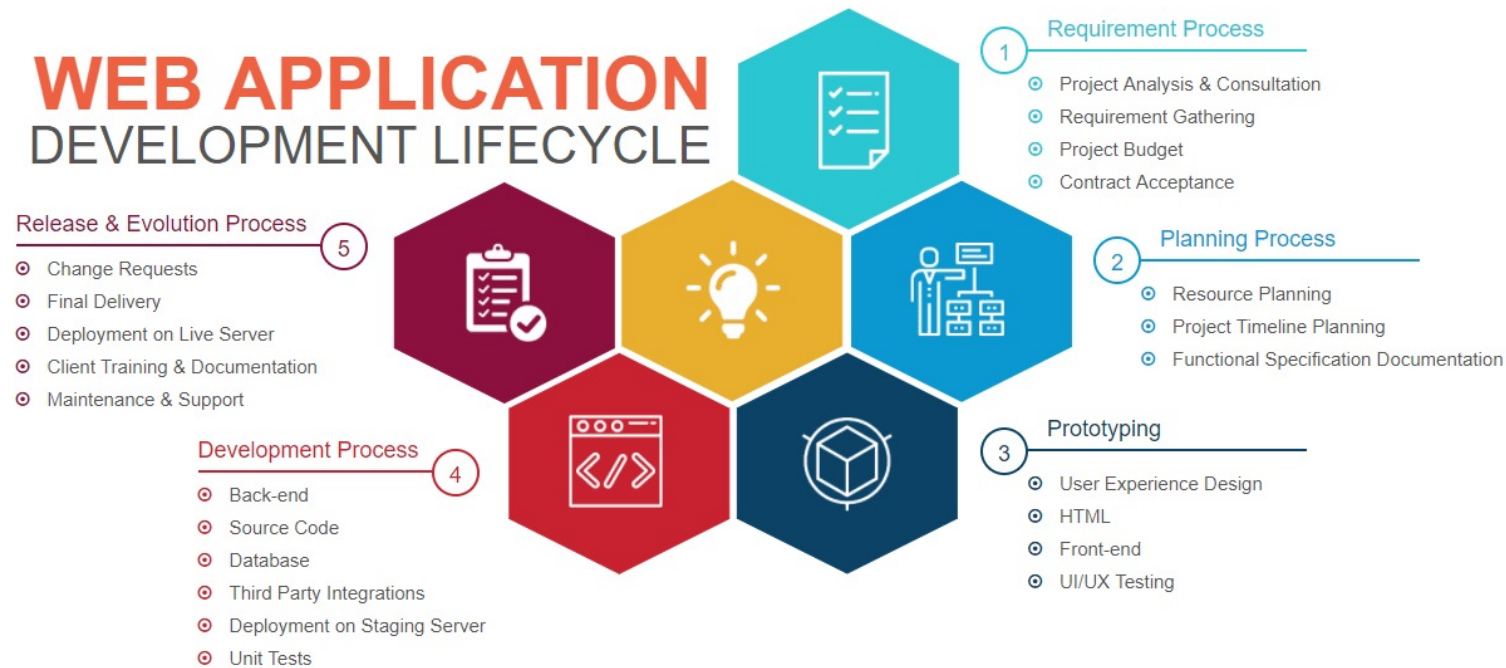 WEB APPLICATION
DEVELOPMENT LIFECYCLE
1
Requirement Process
Project Analysis & Consultation
Requirement Gathering
Project Budget
Contract Acceptance
2
Planning Process
Resource Planning
Project Timeline Planning
Functional Specification Documentation
3
Prototyping
User Experience Design
HTML
Front-end
UI/UX Testing
4
Development Process
Back-end
Source Code
Database
Third Party Integrations
Deployment on Staging Server
Unit Tests
5
Release & Evolution Process
Change Requests
Final Delivery
Deployment on Live Server
Client Training & Documentation
Maintenance & Support